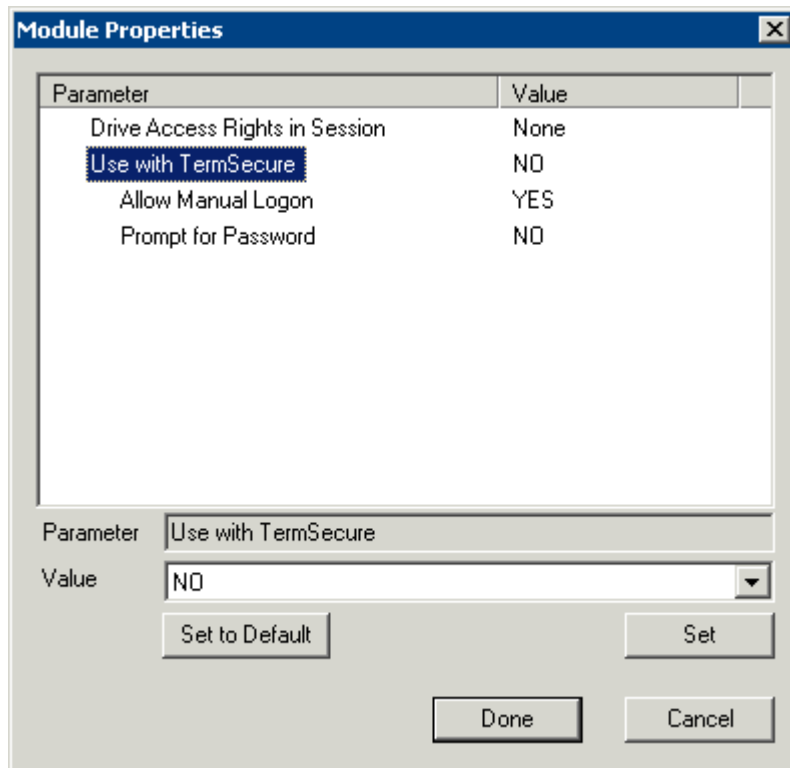 Module Properties
Parameter Value
Drive Access Rights in Session None
Use with TermSecure NO
Allow Manual Logon YES
Prompt for Password NO
Parameter Use with TermSecure
Value NO
Set to Default Set
Done Cancel